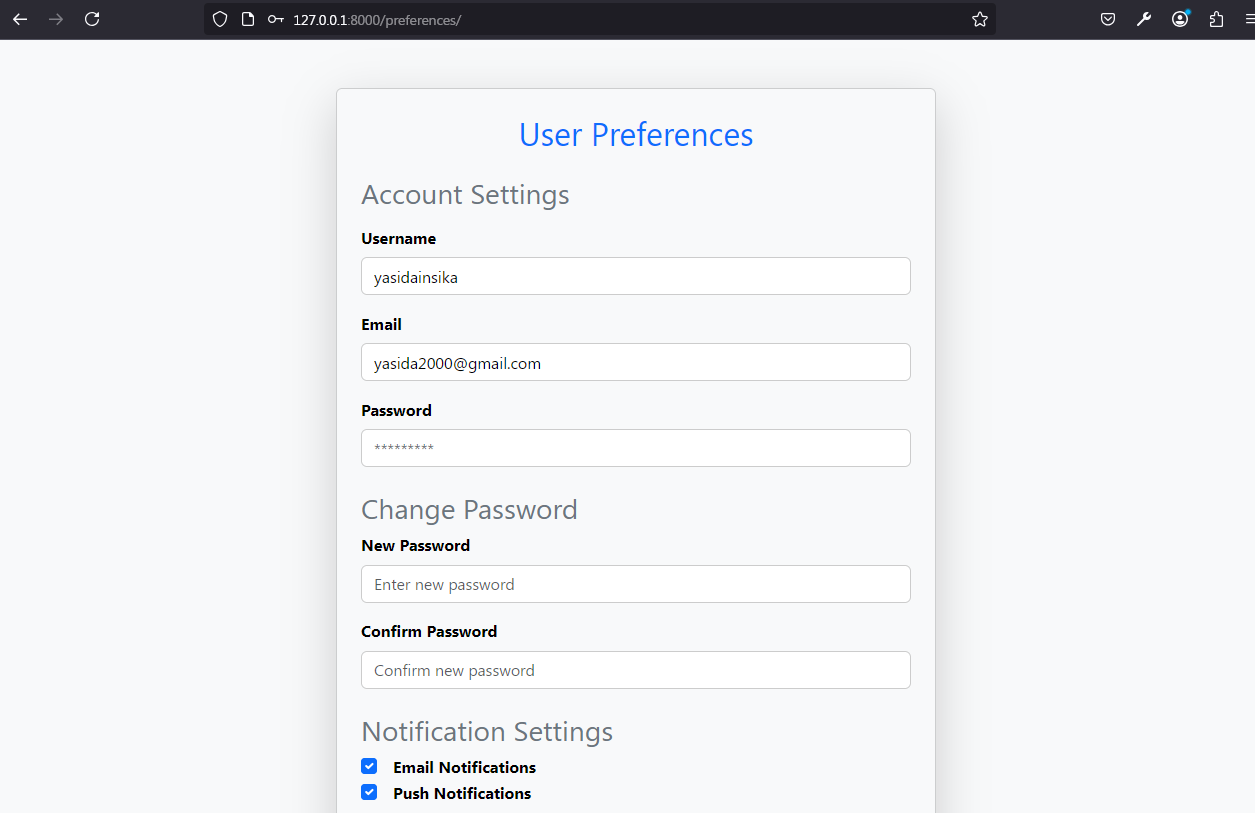 127.0.0.1:8000/preferences/
User Preferences
Account Settings
Username
yasidainsika
Email
yasida2000@gmail.com
Password
*********
Change Password
New Password
Enter new password
Confirm Password
Confirm new password
Notification Settings
Email Notifications
Push Notifications